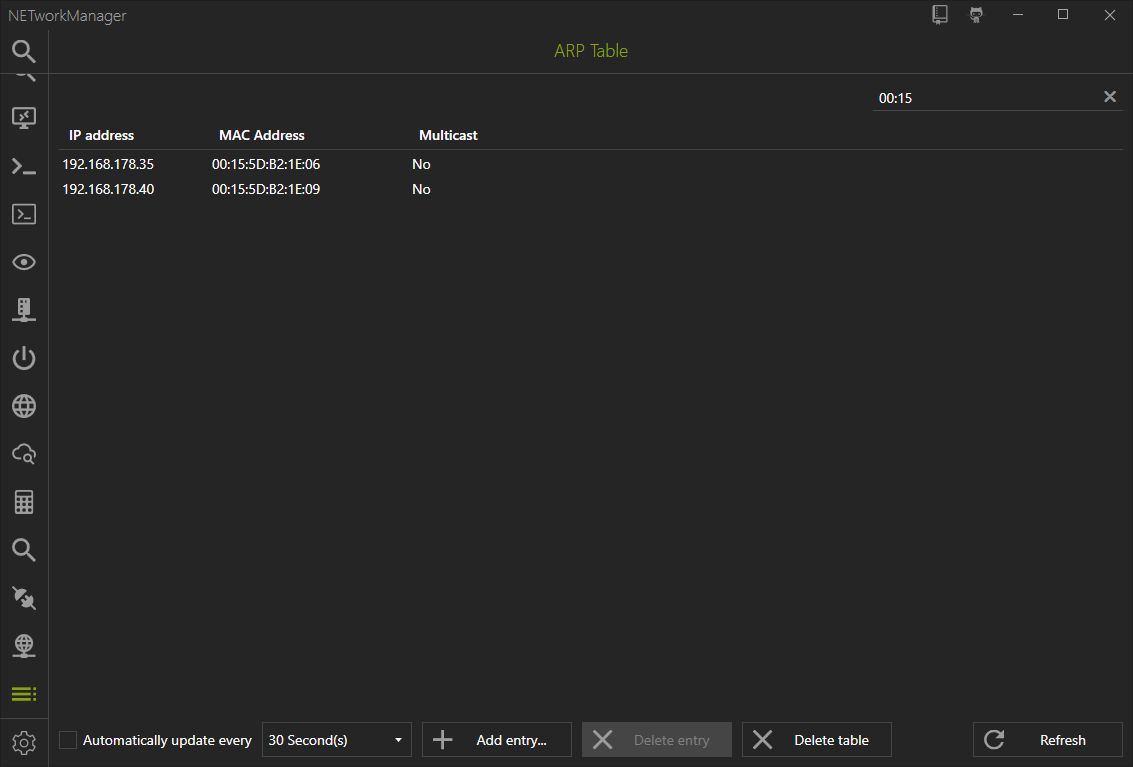 NETworkManager
ARP Table
00:15
IP address MAC Address Multicast
192.168.178.35 00:15:5D:B2:1E:06 No
192.168.178.40 00:15:5D:B2:1E:09 No
Automatically update every 30 Second(s) Add entry... Delete entry Delete table Refresh